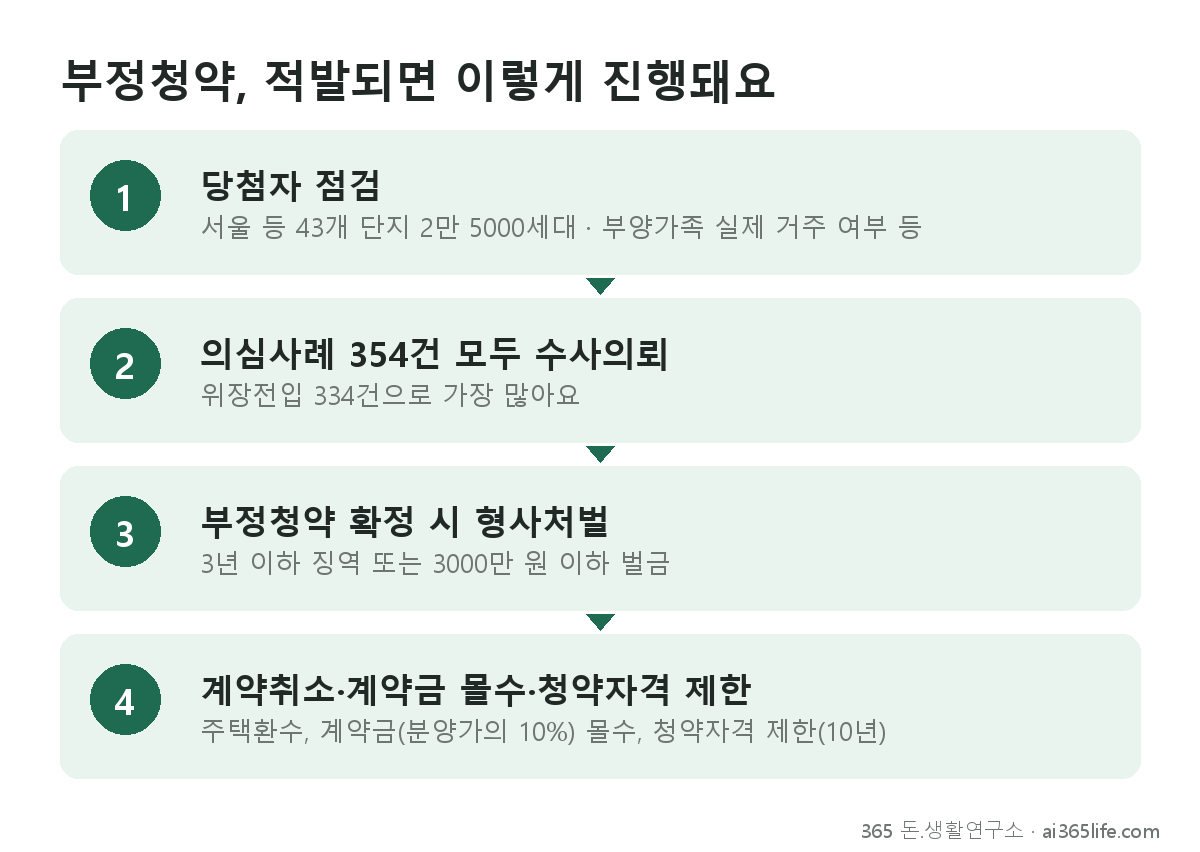 부정청약, 적발되면 이렇게 진행돼요
1
당첨자 점검
서울 등 43개 단지 2만 5000세대 · 부양가족 실제 거주 여부 등
2
의심사례 354건 모두 수사의뢰
위장전입 334건으로 가장 많아요
3
부정청약 확정 시 형사처벌
3년 이하 징역 또는 3000만 원 이하 벌금
4
계약취소·계약금 몰수·청약자격 제한
주택환수, 계약금(분양가의 10%) 몰수, 청약자격 제한(10년)
365 돈.생활연구소 · ai365life.com